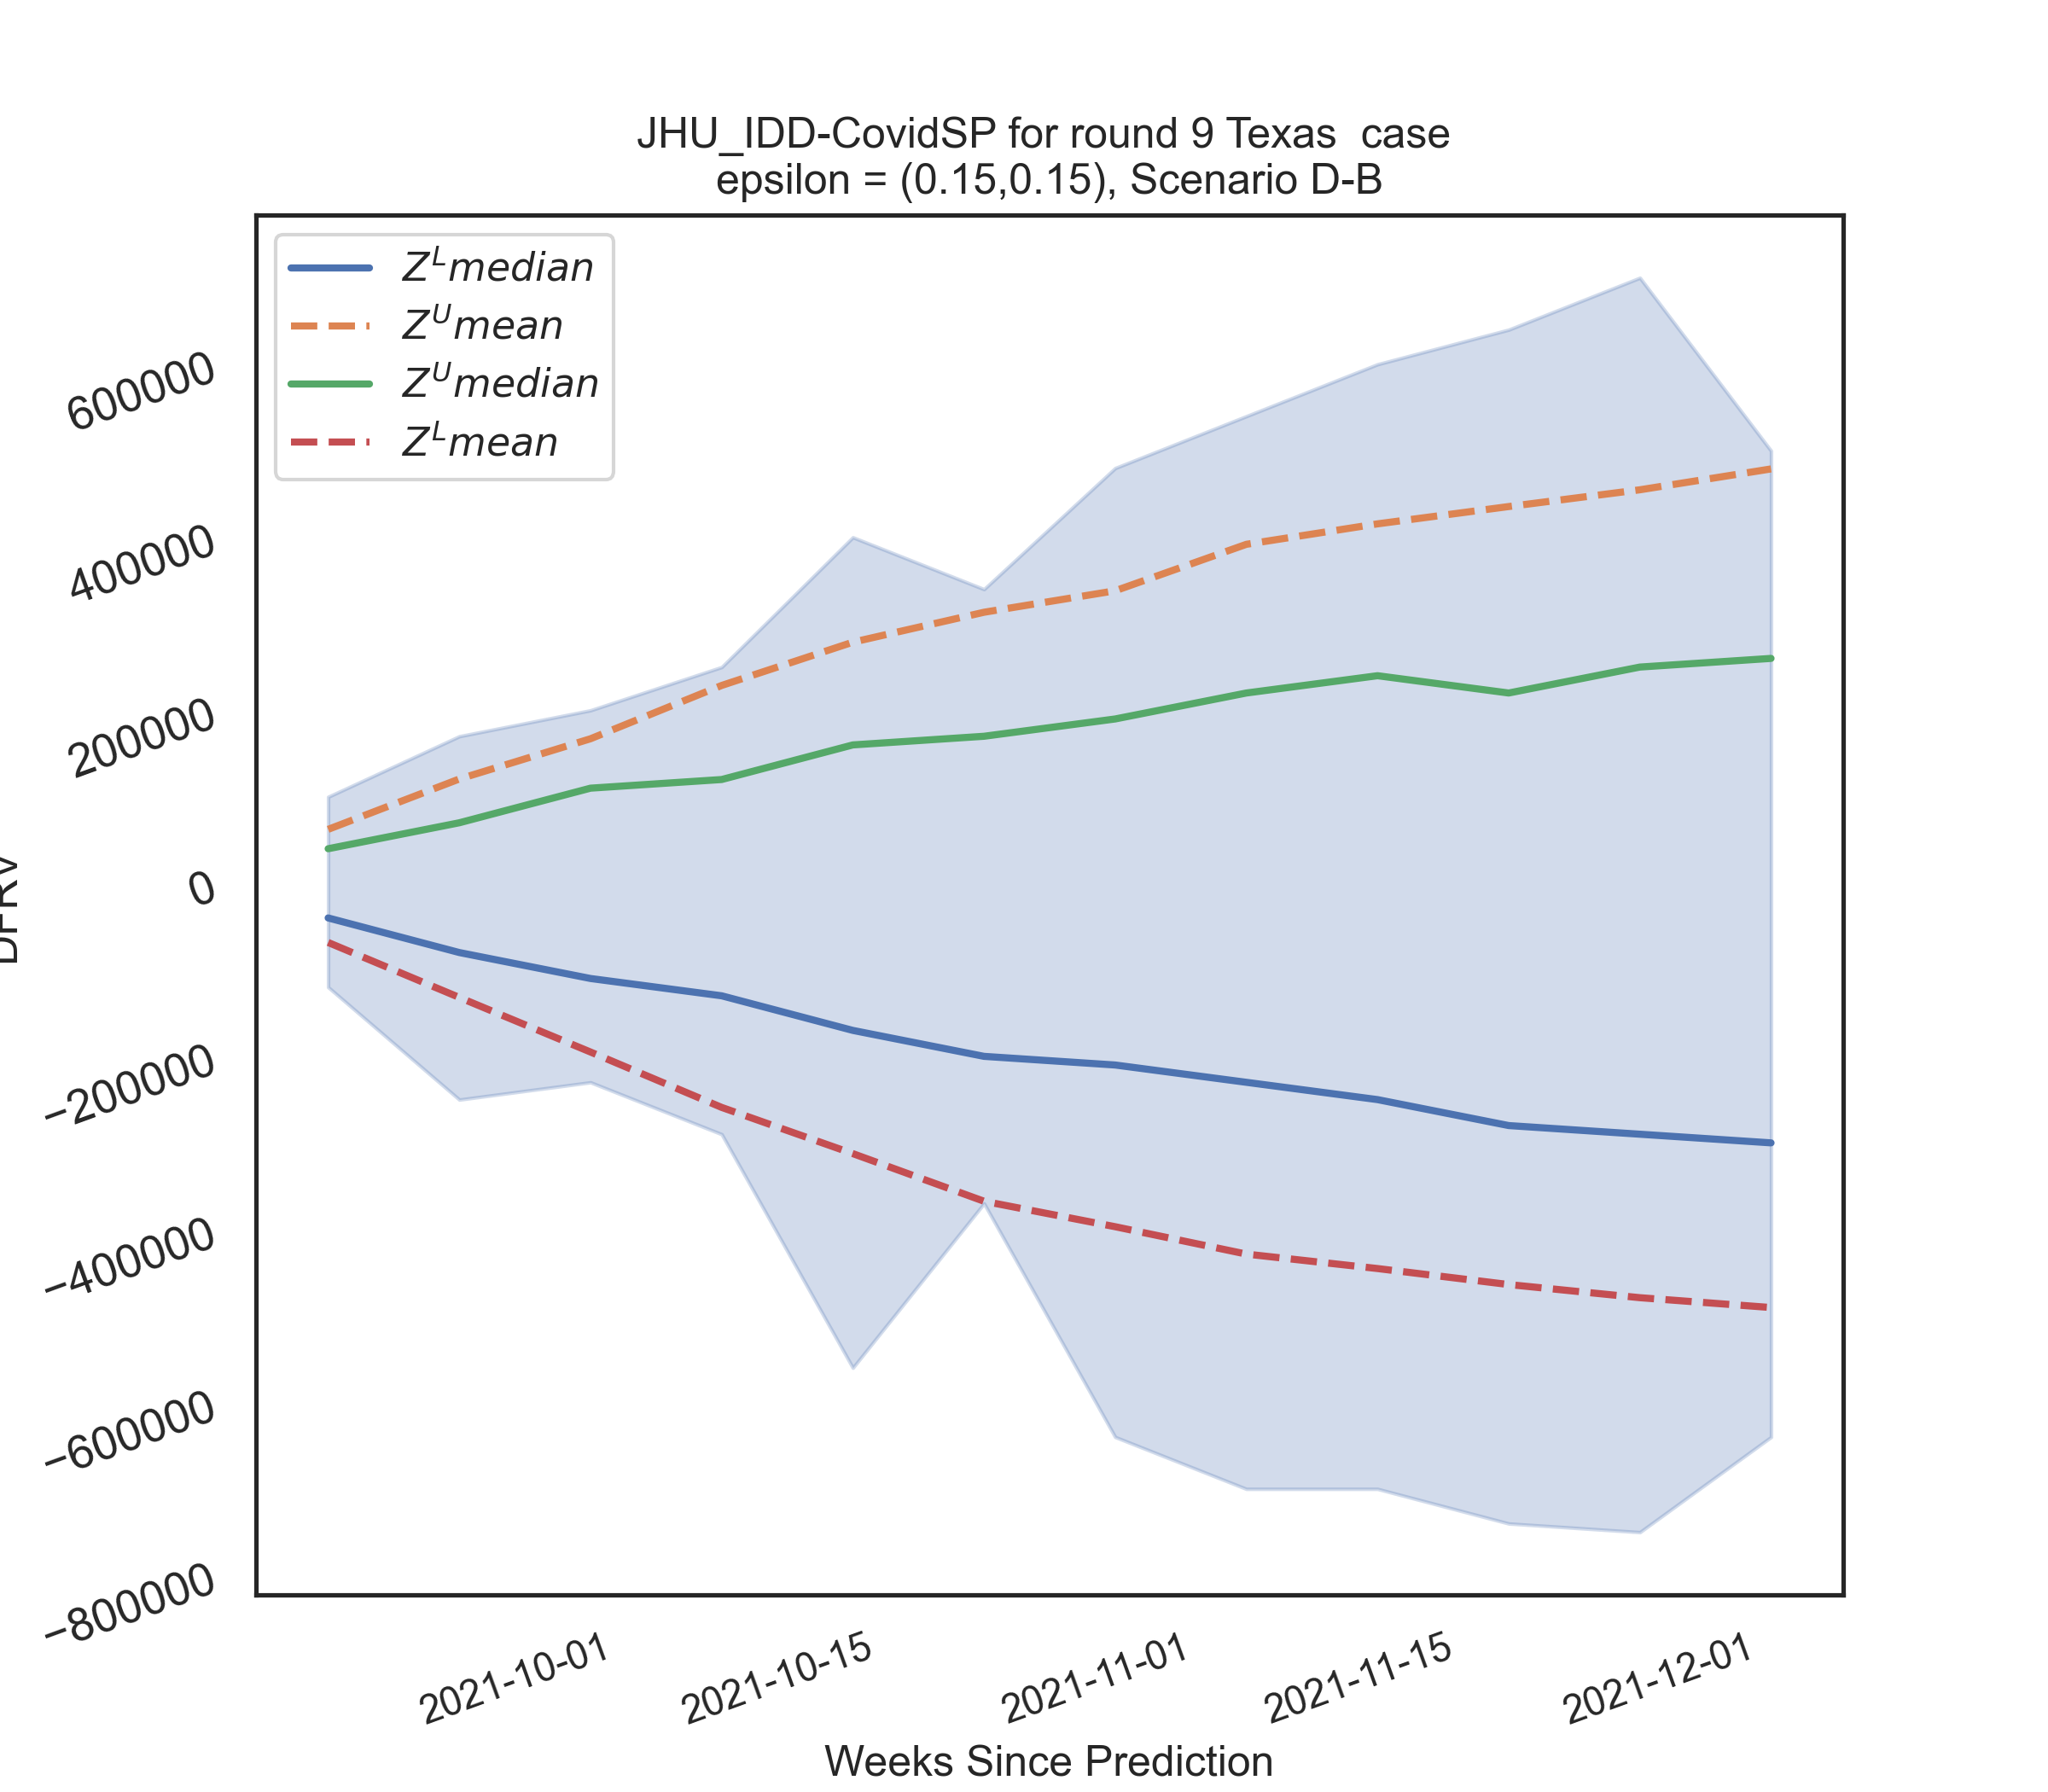 JHU_IDD-CovidSP for round 9 Texas  case
epsilon = (0.15,0.15), Scenario D-B
Z^L median
Z^U mean
Z^U median
Z^L mean
600000
400000
200000
0
−200000
−400000
−600000
−800000
2021-10-01
2021-10-15
2021-11-01
2021-11-15
2021-12-01
Weeks Since Prediction